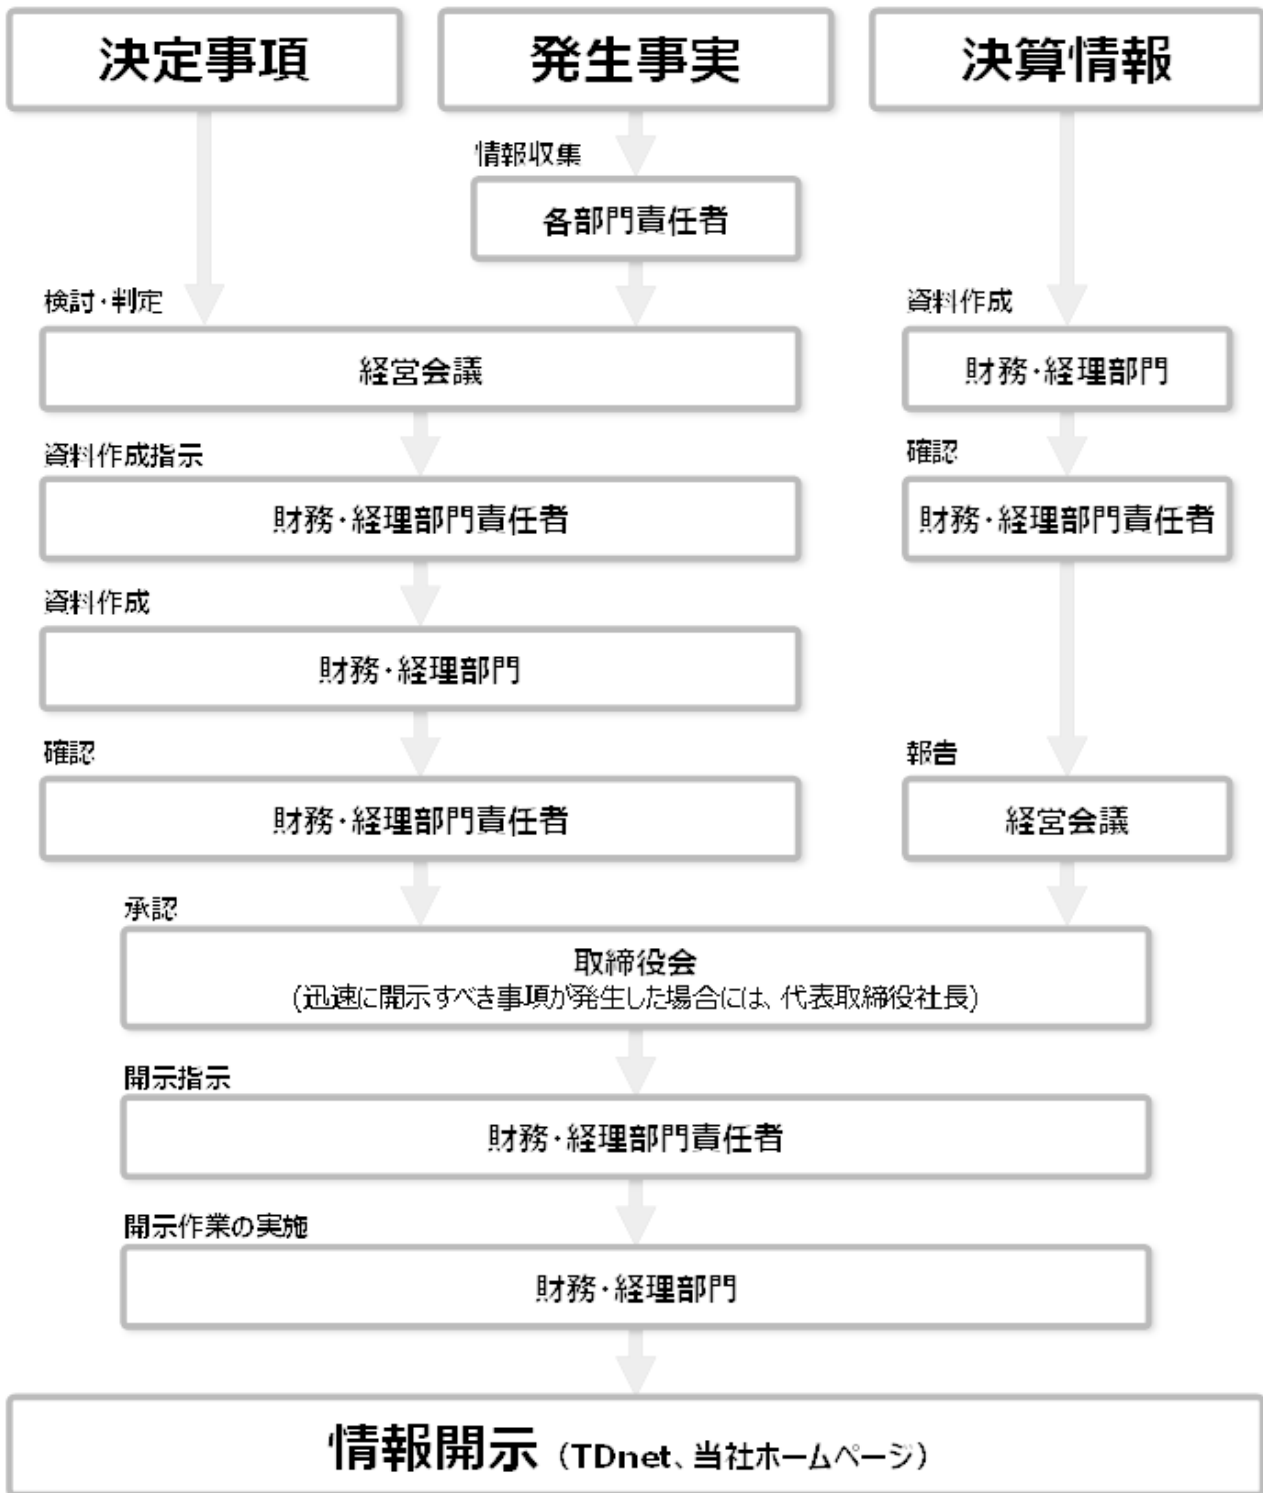 決定事項
発生事実
決算情報
情報収集
各部門責任者
検討・判定
経営会議
資料作成
財務・経理部門
資料作成指示
財務・経理部門責任者
確認
財務・経理部門責任者
資料作成
財務・経理部門
確認
財務・経理部門責任者
報告
経営会議
承認
取締役会
(迅速に開示すべき事項が発生した場合には、代表取締役社長)
開示指示
財務・経理部門責任者
開示作業の実施
財務・経理部門
情報開示（TDnet、当社ホームページ）